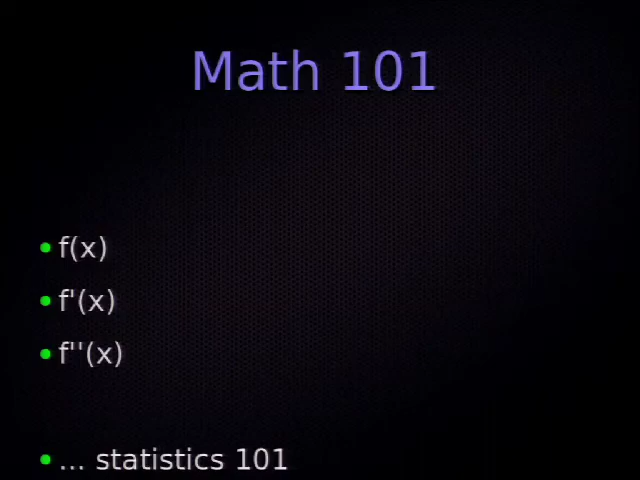 Math 101
f(x)
f'(x)
f''(x)
... statistics 101